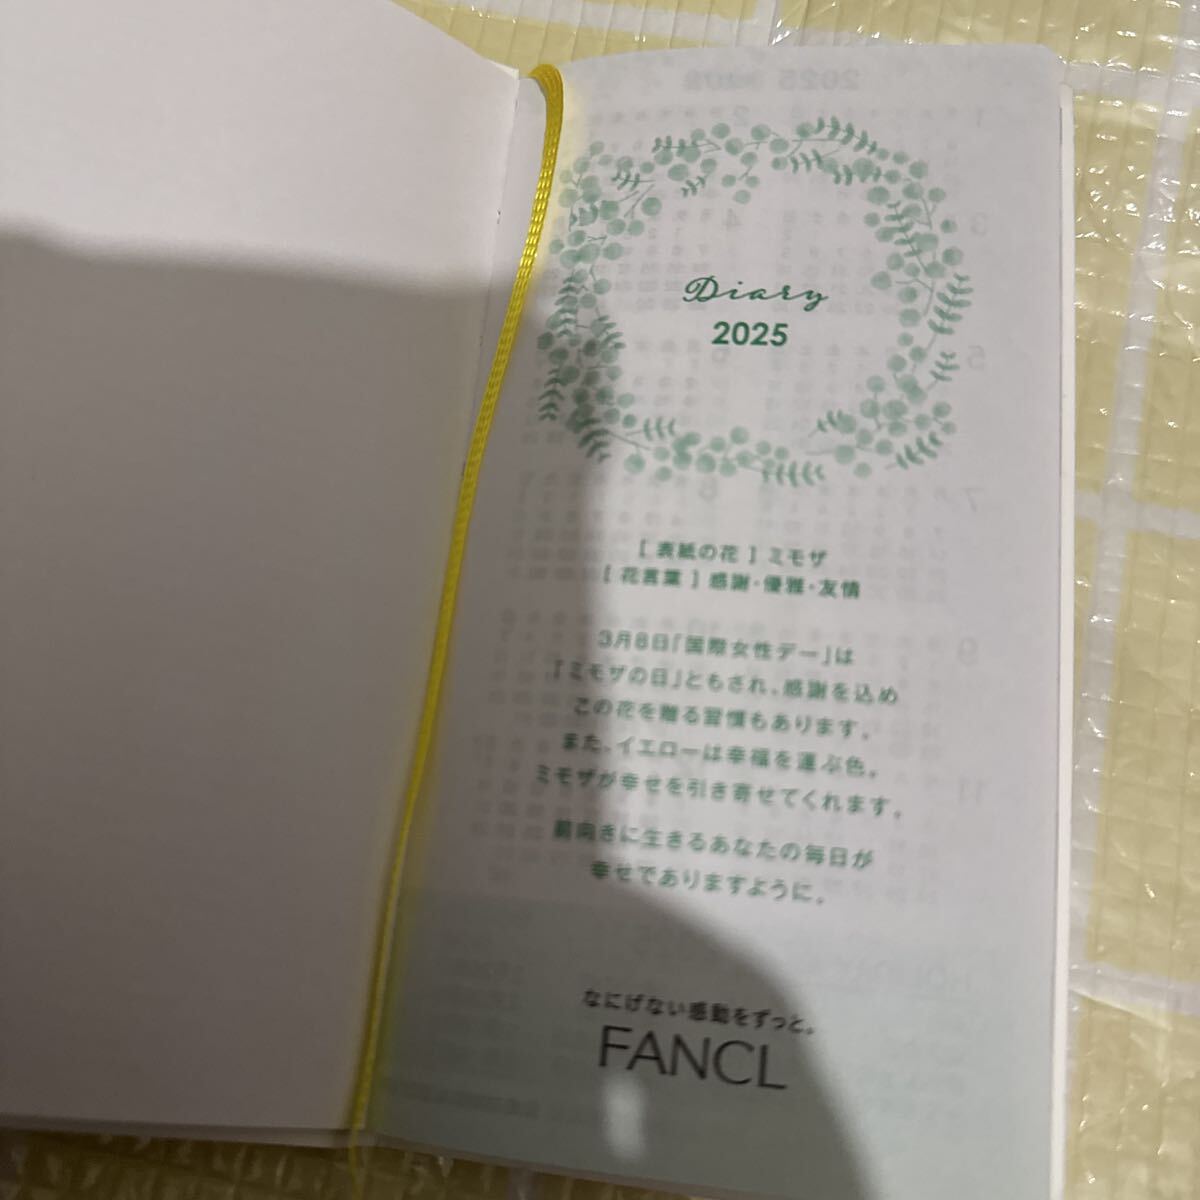 Diary
2025
[ 表紙の花 ] ミモザ
[ 花言葉 ] 感謝・優雅・友情
3月8日「国際女性デー」は
「ミモザの日」ともされ、感謝を込め
この花を贈る習慣もあります。
また、イエローは幸福を運ぶ色。
ミモザが幸せを引き寄せてくれます。
前向きに生きるあなたの毎日が
幸せでありますように。
なにげない感動をずっと。
FANCL